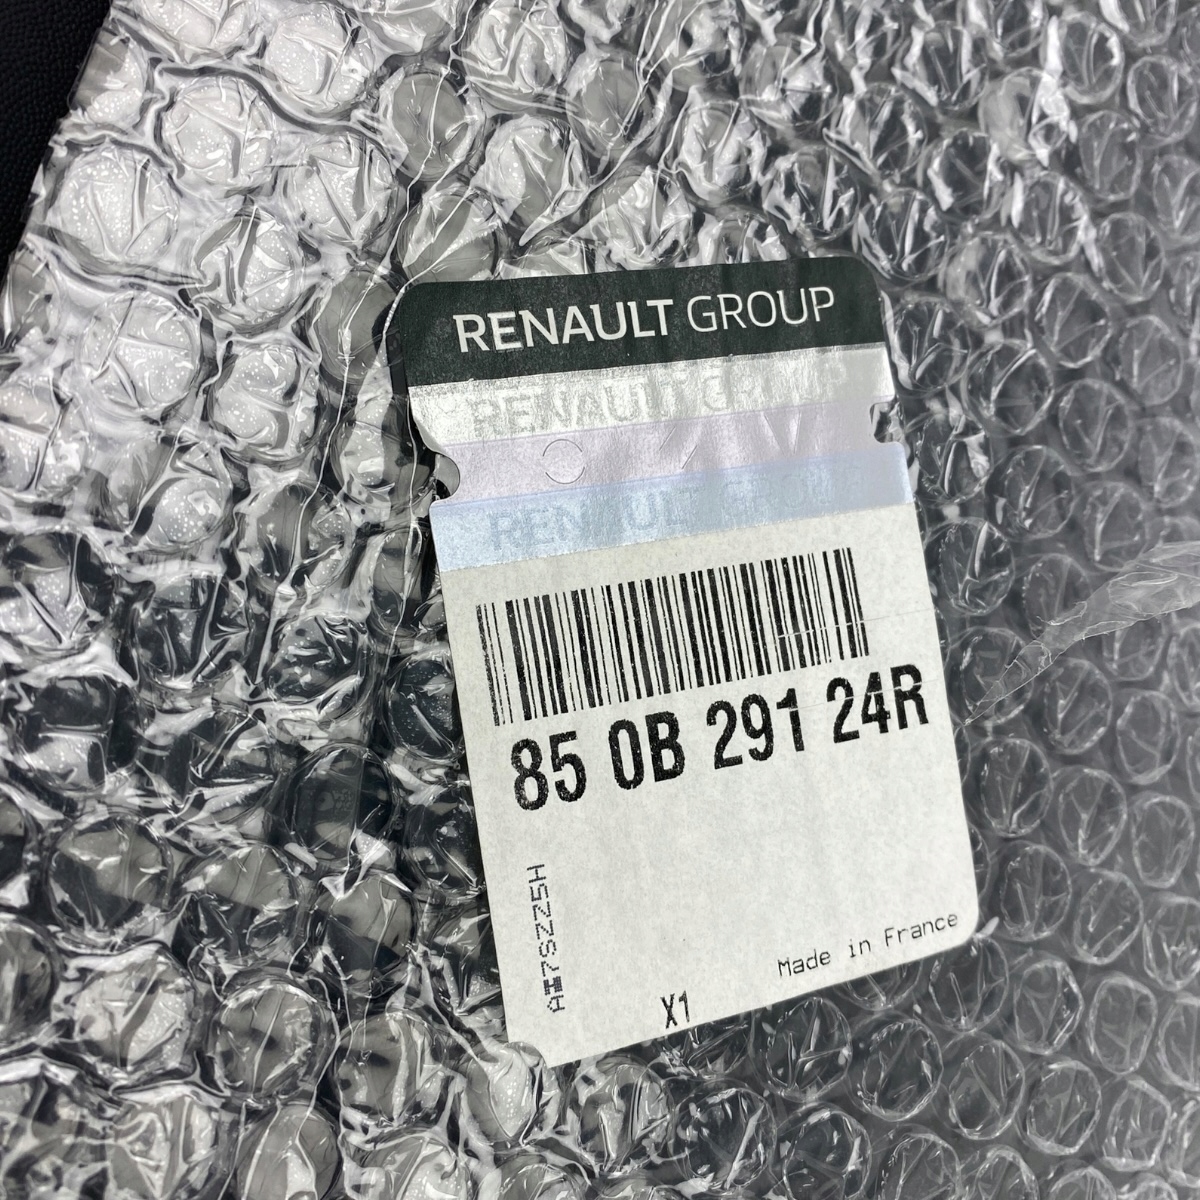 RENAULT GROUP
RENAULT GROUP
RENAULT GROUP
85 0B 291 24R
Made in France
X1